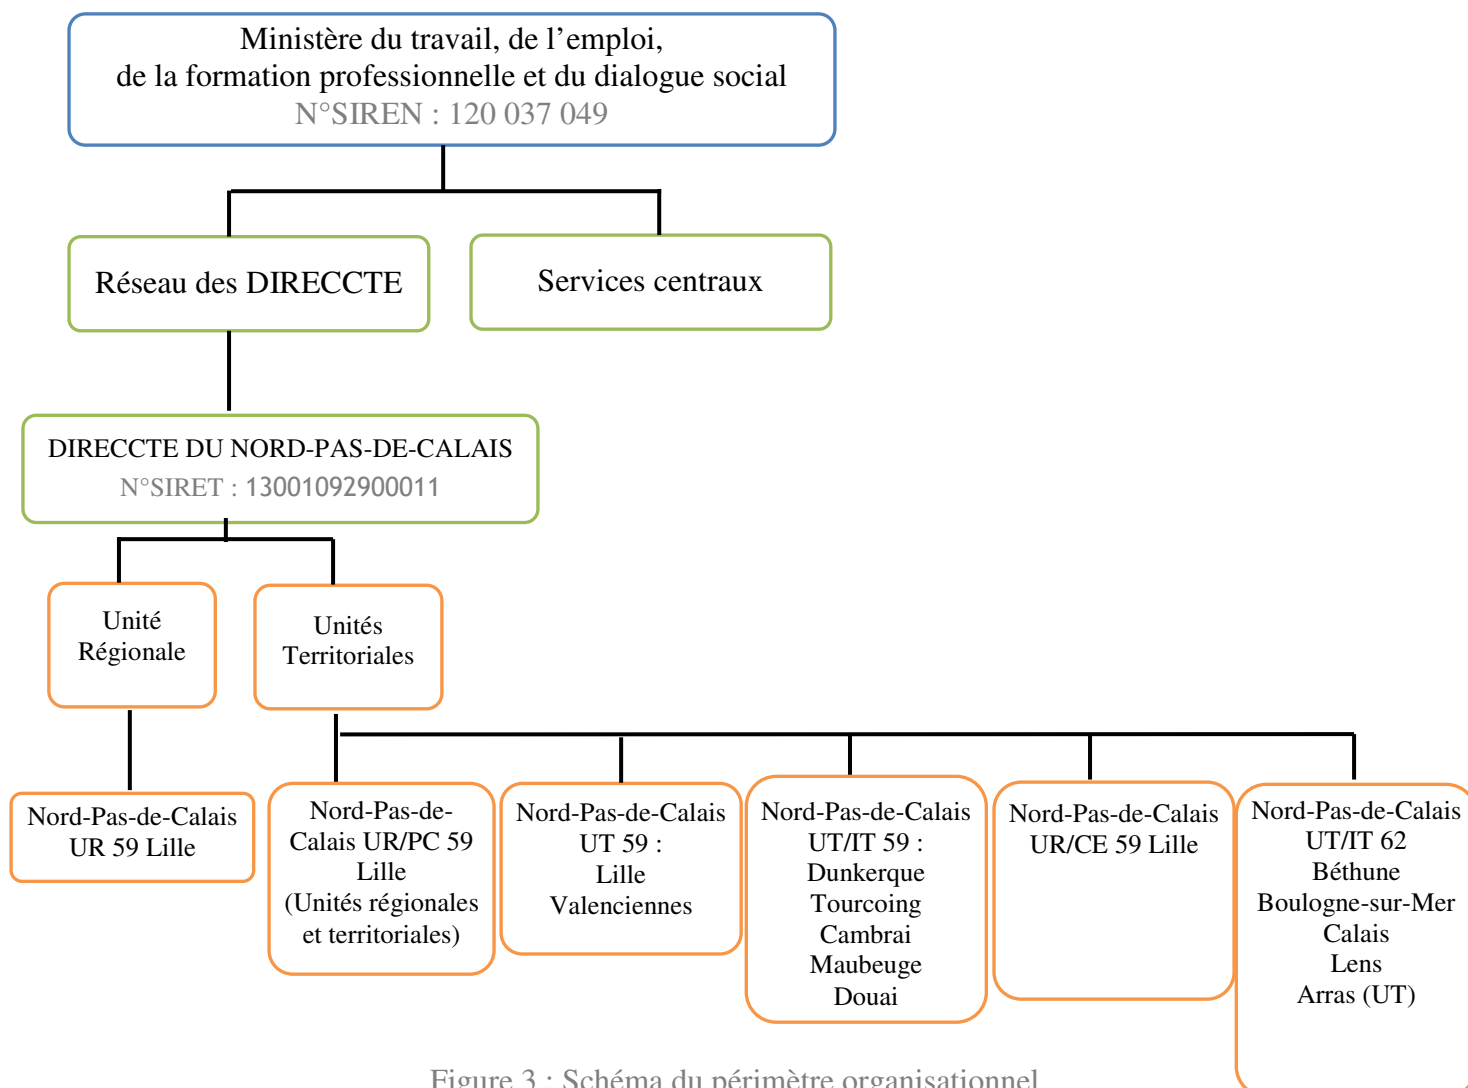 Ministère du travail, de l’emploi,
de la formation professionnelle et du dialogue social
N°SIREN : 120 037 049
Réseau des DIRECCTE
Services centraux
DIRECCTE DU NORD-PAS-DE-CALAIS
N°SIRET : 13001092900011
Unité
Régionale
Unités
Territoriales
Nord-Pas-de-Calais
UR 59 Lille
Nord-Pas-de-
Calais UR/PC 59
Lille
(Unités régionales
et territoriales)
Nord-Pas-de-Calais
UT 59 :
Lille
Valenciennes
Nord-Pas-de-Calais
UT/IT 59 :
Dunkerque
Tourcoing
Cambrai
Maubeuge
Douai
Nord-Pas-de-Calais
UR/CE 59 Lille
Nord-Pas-de-Calais
UT/IT 62
Béthune
Boulogne-sur-Mer
Calais
Lens
Arras (UT)
Figure 3 : Schéma du périmètre organisationnel